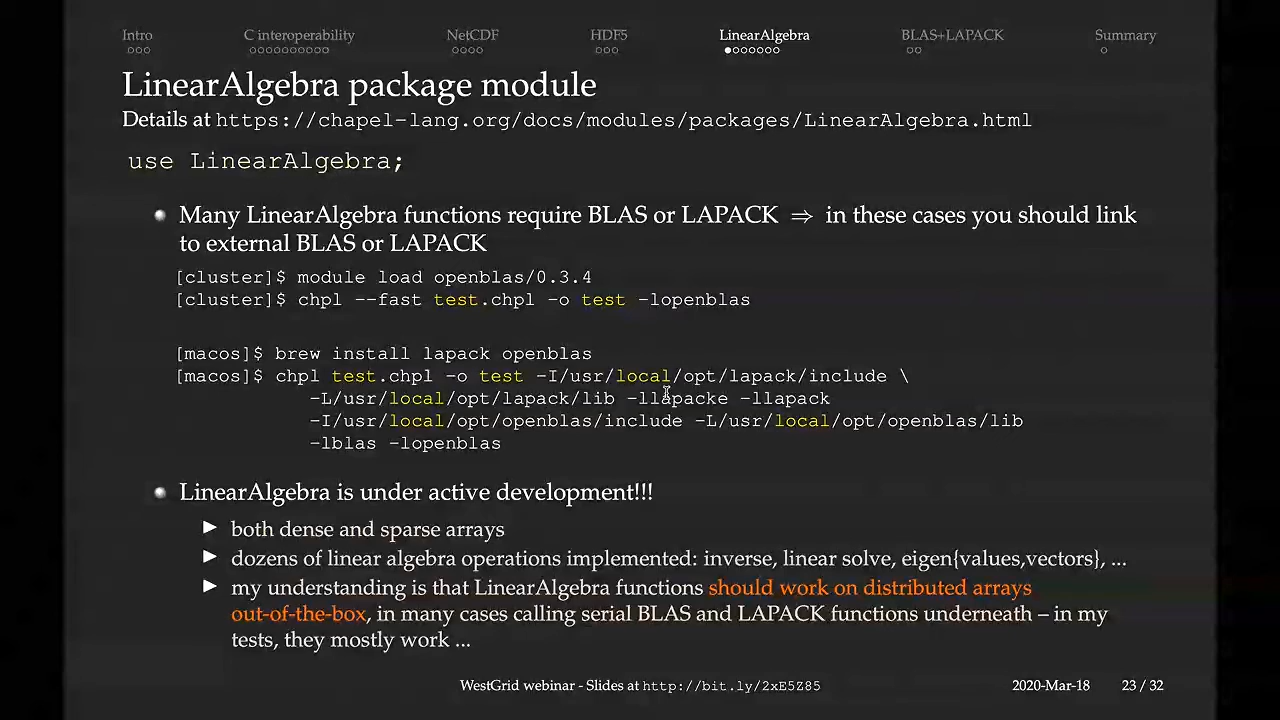 Intro C interoperability NetCDF HDF5 LinearAlgebra BLAS+LAPACK Summary
LinearAlgebra package module
Details at https://chapel-lang.org/docs/modules/packages/LinearAlgebra.html
use LinearAlgebra;
Many LinearAlgebra functions require BLAS or LAPACK ⇒ in these cases you should link
to external BLAS or LAPACK
[cluster]$ module load openblas/0.3.4
[cluster]$ chpl --fast test.chpl -o test -lopenblas
[macos]$ brew install lapack openblas
[macos]$ chpl test.chpl -o test -I/usr/local/opt/lapack/include \
-L/usr/local/opt/lapack/lib -llapacke -llapack
-I/usr/local/opt/openblas/include -L/usr/local/opt/openblas/lib
-lblas -lopenblas
LinearAlgebra is under active development!!!
both dense and sparse arrays
dozens of linear algebra operations implemented: inverse, linear solve, eigen{values,vectors}, ...
my understanding is that LinearAlgebra functions should work on distributed arrays
out-of-the-box, in many cases calling serial BLAS and LAPACK functions underneath – in my
tests, they mostly work ...
WestGrid webinar - Slides at http://bit.ly/2xE5Z85 2020-Mar-18 23 / 32